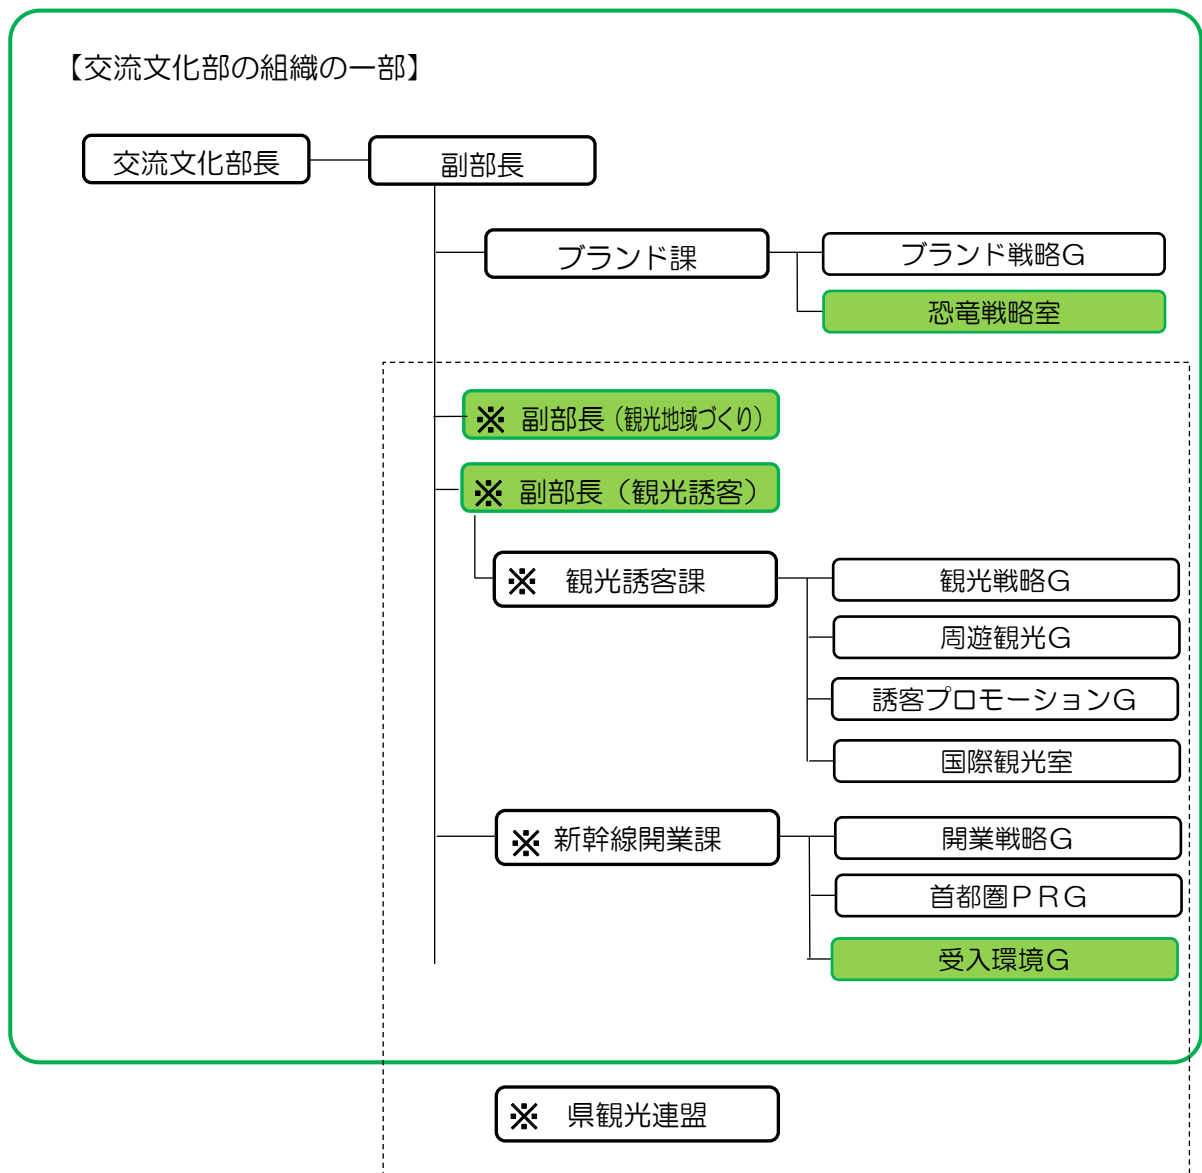 【交流文化部の組織の一部】
交流文化部長
副部長
ブランド課
ブランド戦略G
恐竜戦略室
※ 副部長（観光地域づくり）
※ 副部長（観光誘客）
※ 観光誘客課
観光戦略G
周遊観光G
誘客プロモーションG
国際観光室
※ 新幹線開業課
開業戦略G
首都圏ＰＲＧ
受入環境G
※ 県観光連盟